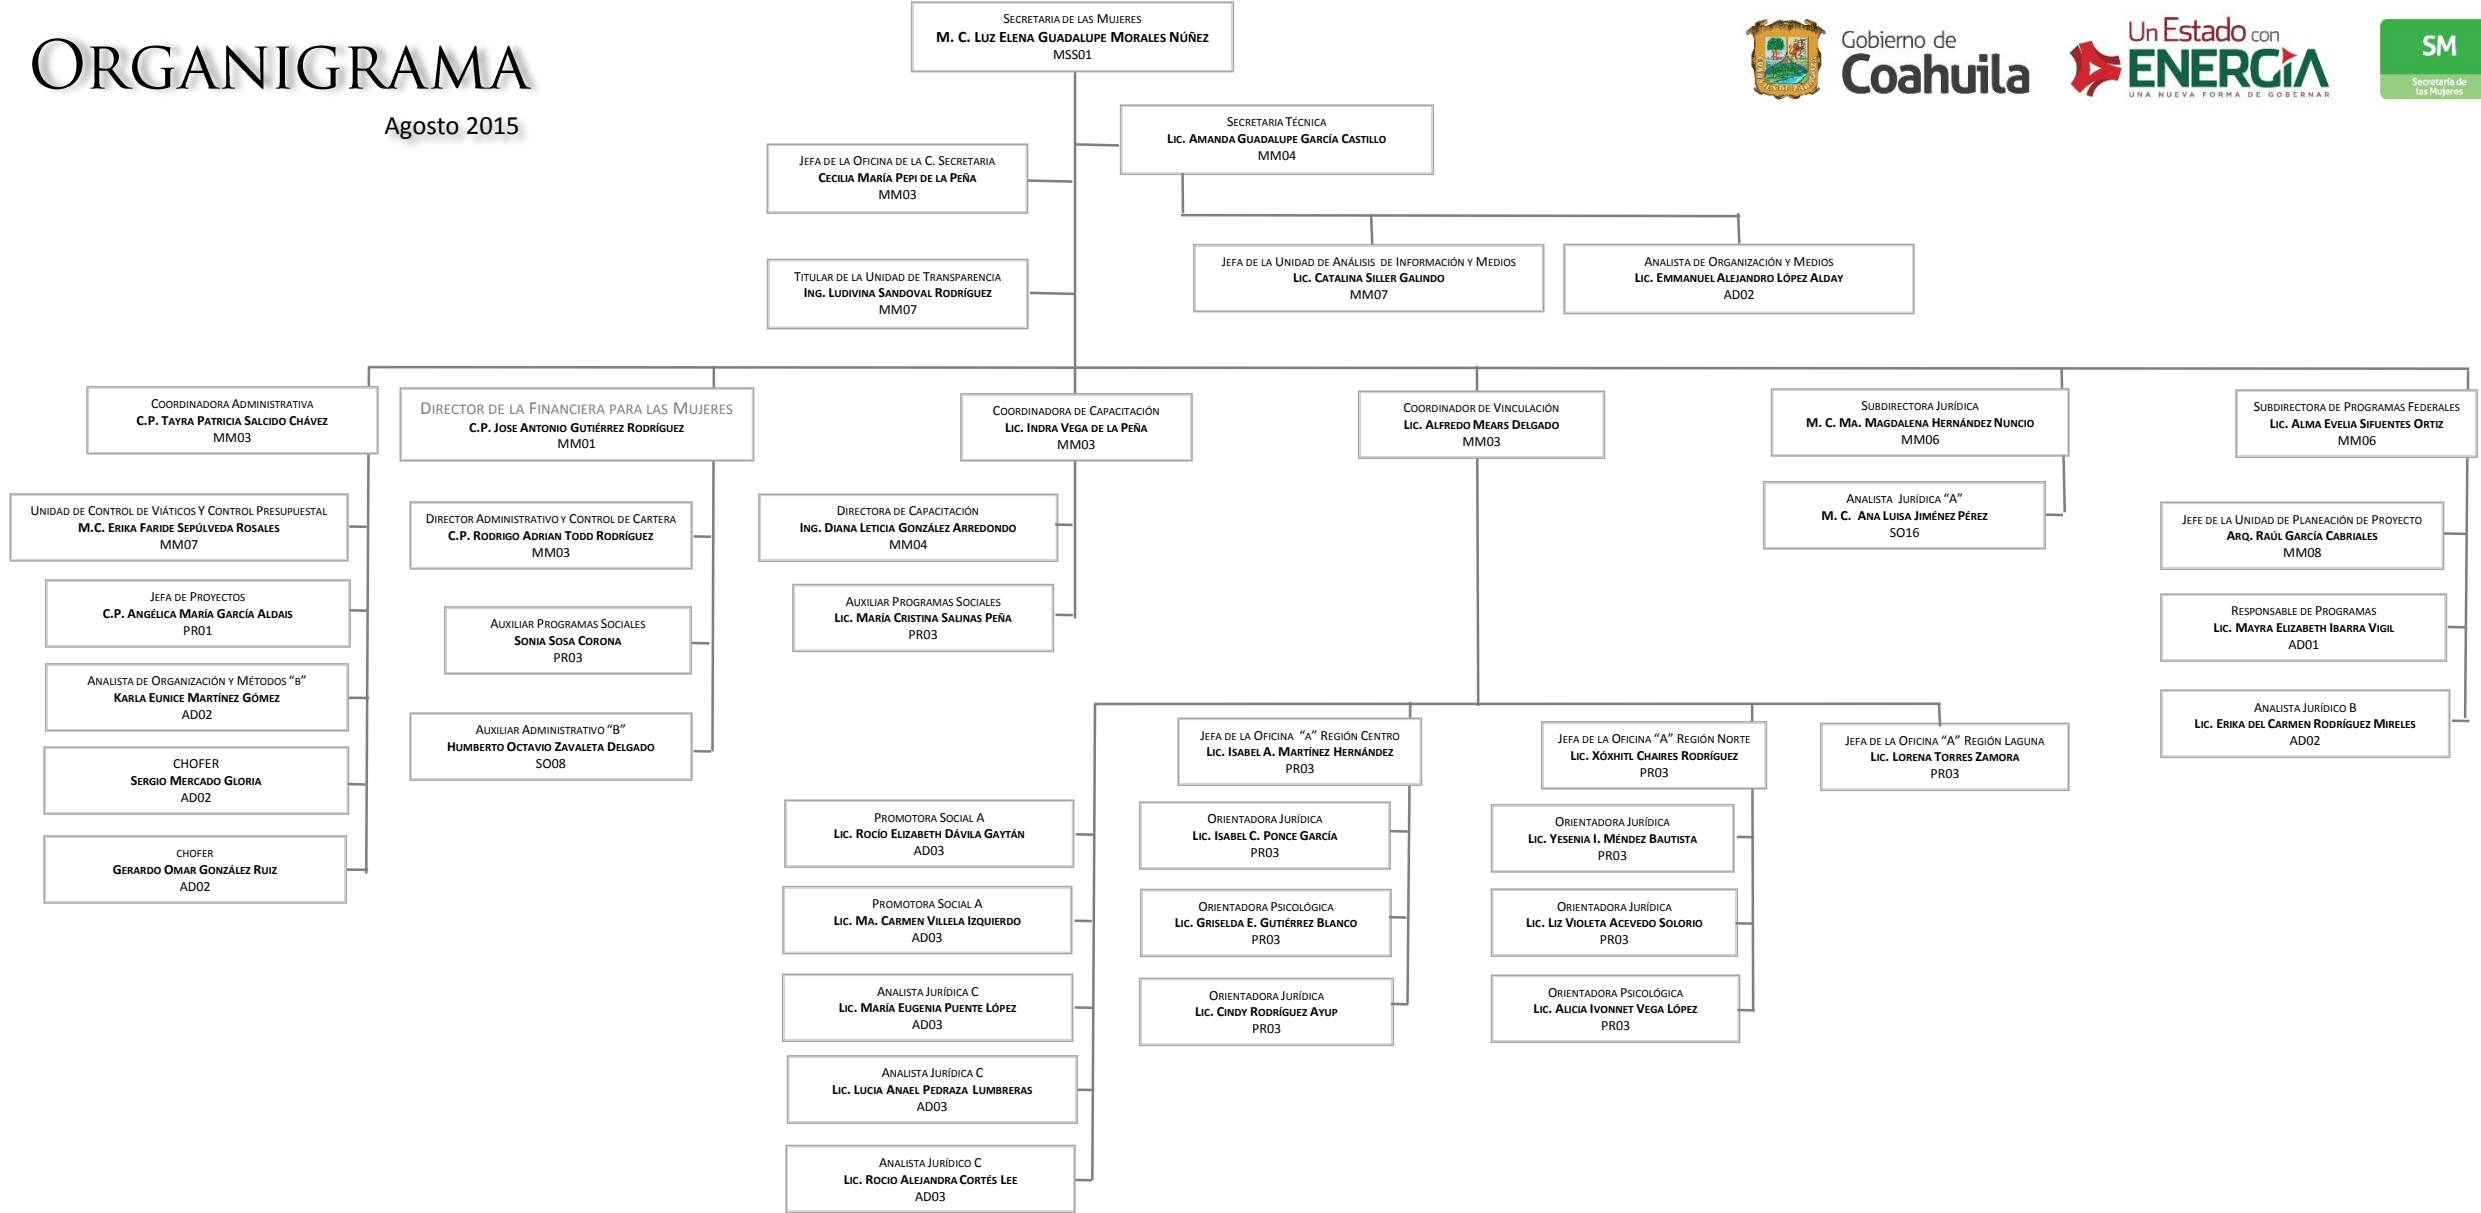 ORGANIGRAMA
Agosto 2015
Gobierno de
Coahuila
Un Estado con
ENERGÍA
UNA NUEVA FORMA DE GOBERNAR
SM
Secretaría de
las Mujeres
SECRETARIA DE LAS MUJERES
M. C. LUZ ELENA GUADALUPE MORALES NÚÑEZ
MSS01
SECRETARIA TÉCNICA
LIC. AMANDA GUADALUPE GARCÍA CASTILLO
MM04
JEFA DE LA OFICINA DE LA C. SECRETARIA
CECILIA MARÍA PEPI DE LA PEÑA
MM03
JEFA DE LA UNIDAD DE ANÁLISIS DE INFORMACIÓN Y MEDIOS
LIC. CATALINA SILLER GALINDO
MM07
ANALISTA DE ORGANIZACIÓN Y MEDIOS
LIC. EMMANUEL ALEJANDRO LÓPEZ ALDAY
AD02
TITULAR DE LA UNIDAD DE TRANSPARENCIA
ING. LUDIVINA SANDOVAL RODRÍGUEZ
MM07
COORDINADORA ADMINISTRATIVA
C.P. TAYRA PATRICIA SALCIDO CHÁVEZ
MM03
UNIDAD DE CONTROL DE VIÁTICOS Y CONTROL PRESUPUESTAL
M.C. ERIKA FARIDE SEPÚLVEDA ROSALES
MM07
JEFA DE PROYECTOS
C.P. ANGÉLICA MARÍA GARCÍA ALDAIS
PR01
ANALISTA DE ORGANIZACIÓN Y MÉTODOS “B”
KARLA EUNICE MARTÍNEZ GÓMEZ
AD02
CHOFER
SERGIO MERCADO GLORIA
AD02
CHOFER
GERARDO OMAR GONZÁLEZ RUIZ
AD02
DIRECTOR DE LA FINANCIERA PARA LAS MUJERES
C.P. JOSE ANTONIO GUTIÉRREZ RODRÍGUEZ
MM01
DIRECTOR ADMINISTRATIVO Y CONTROL DE CARTERA
C.P. RODRIGO ADRIAN TODD RODRÍGUEZ
MM03
AUXILIAR PROGRAMAS SOCIALES
SONIA SOSA CORONA
PR03
AUXILIAR ADMINISTRATIVO “B”
HUMBERTO OCTAVIO ZAVALETA DELGADO
SO08
COORDINADORA DE CAPACITACIÓN
LIC. INDRA VEGA DE LA PEÑA
MM03
DIRECTORA DE CAPACITACIÓN
ING. DIANA LETICIA GONZÁLEZ ARREDONDO
MM04
AUXILIAR PROGRAMAS SOCIALES
LIC. MARÍA CRISTINA SALINAS PEÑA
PR03
COORDINADOR DE VINCULACIÓN
LIC. ALFREDO MEARS DELGADO
MM03
PROMOTORA SOCIAL A
LIC. ROCÍO ELIZABETH DÁVILA GAYTÁN
AD03
PROMOTORA SOCIAL A
LIC. MA. CARMEN VILLELA IZQUIERDO
AD03
ANALISTA JURÍDICA C
LIC. MARÍA EUGENIA PUENTE LÓPEZ
AD03
ANALISTA JURÍDICA C
LIC. LUCIA ANAEL PEDRAZA LUMBRERAS
AD03
ANALISTA JURÍDICO C
LIC. ROCIO ALEJANDRA CORTÉS LEE
AD03
JEFA DE LA OFICINA “A” REGIÓN CENTRO
LIC. ISABEL A. MARTÍNEZ HERNÁNDEZ
PR03
ORIENTADORA JURÍDICA
LIC. ISABEL C. PONCE GARCÍA
PR03
ORIENTADORA PSICOLÓGICA
LIC. GRISELDA E. GUTIÉRREZ BLANCO
PR03
ORIENTADORA JURÍDICA
LIC. CINDY RODRÍGUEZ AYUP
PR03
JEFA DE LA OFICINA “A” REGIÓN NORTE
LIC. XÓXHITL CHAIRES RODRÍGUEZ
PR03
ORIENTADORA JURÍDICA
LIC. YESENIA I. MÉNDEZ BAUTISTA
PR03
ORIENTADORA JURÍDICA
LIC. LIZ VIOLETA ACEVEDO SOLORIO
PR03
ORIENTADORA PSICOLÓGICA
LIC. ALICIA IVONNET VEGA LÓPEZ
PR03
JEFA DE LA OFICINA “A” REGIÓN LAGUNA
LIC. LORENA TORRES ZAMORA
PR03
SUBDIRECTORA JURÍDICA
M. C. MA. MAGDALENA HERNÁNDEZ NUNCIO
MM06
ANALISTA JURÍDICA “A”
M. C. ANA LUISA JIMÉNEZ PÉREZ
SO16
SUBDIRECTORA DE PROGRAMAS FEDERALES
LIC. ALMA EVELIA SIFUENTES ORTIZ
MM06
JEFE DE LA UNIDAD DE PLANEACIÓN DE PROYECTO
ARQ. RAÚL GARCÍA CABRIALES
MM08
RESPONSABLE DE PROGRAMAS
LIC. MAYRA ELIZABETH IBARRA VIGIL
AD01
ANALISTA JURÍDICO B
LIC. ERIKA DEL CARMEN RODRÍGUEZ MIRELES
AD02